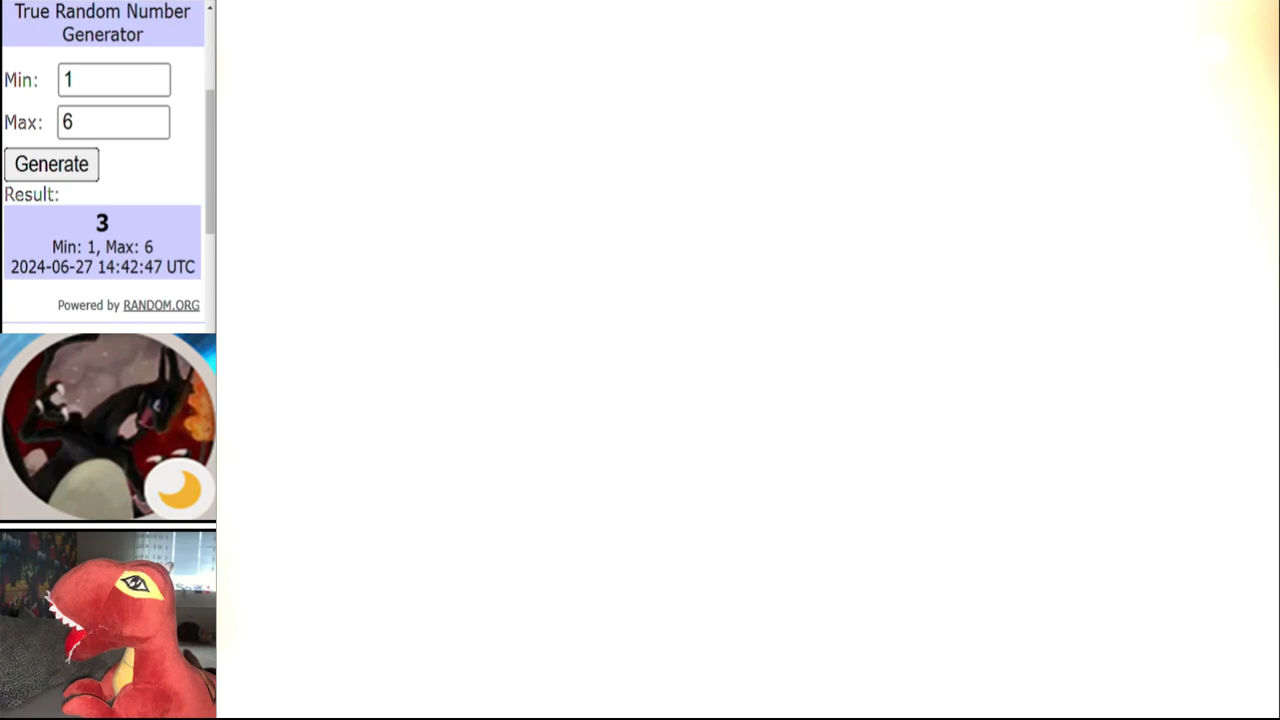 True Random Number
Generator
Min: 1
Max: 6
Generate
Result:
3
Min: 1, Max: 6
2024-06-27 14:42:47 UTC
Powered by RANDOM.ORG